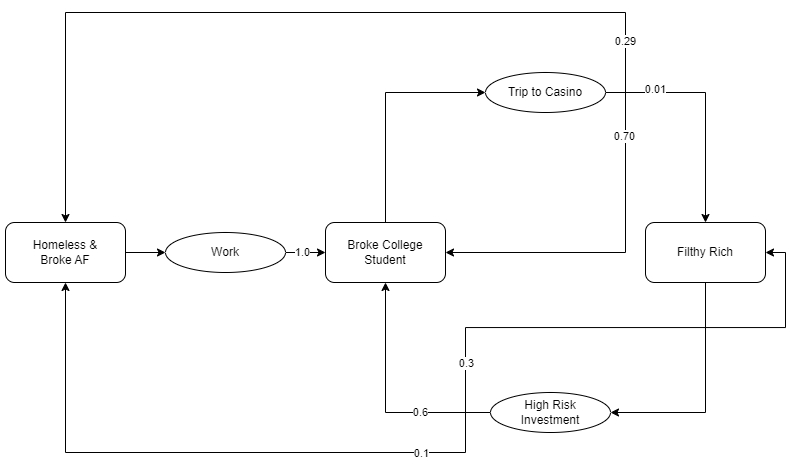 0.29
Trip to Casino
0.01
0.70
Homeless &
Broke AF
Work
1.0
Broke College
Student
Filthy Rich
0.3
High Risk
Investment
0.6
0.1